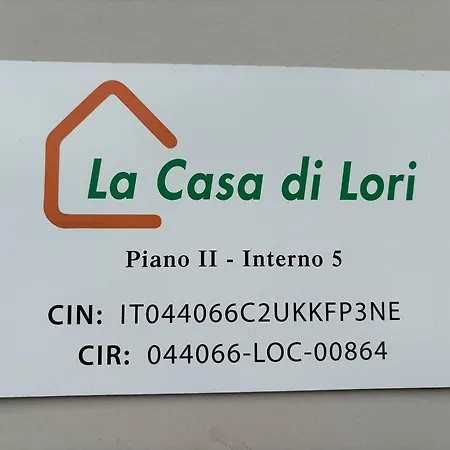 La Casa di Lori
Piano II - Interno 5
CIN: IT044066C2UKKFP3NE
CIR: 044066-LOC-00864